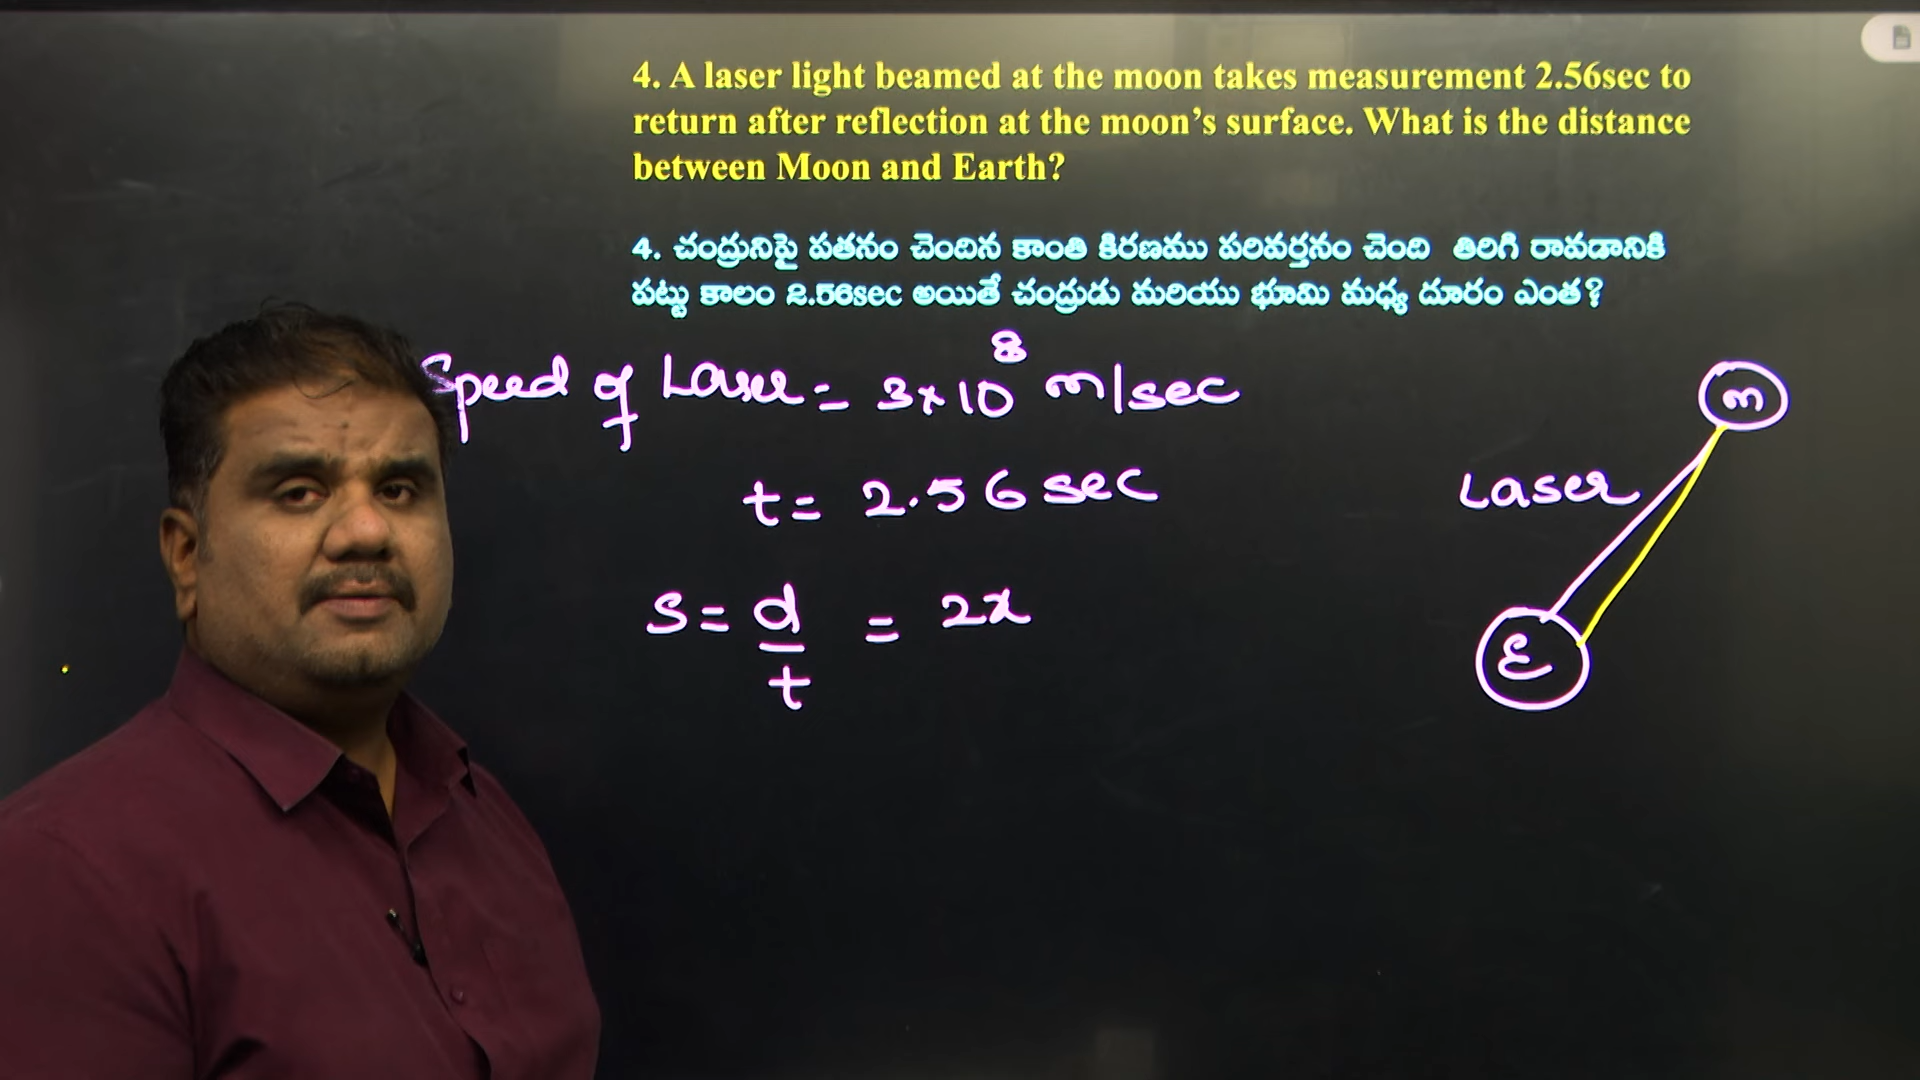 4. A laser light beamed at the moon takes measurement 2.56sec to
return after reflection at the moon’s surface. What is the distance
between Moon and Earth?
4. చంద్రునిపై పతనం చెందిన కాంతి కిరణము పరివర్తనం చెంది తిరిగి రావడానికి
పట్టు కాలం 2.56sec అయితే చంద్రుడు మరియు భూమి మధ్య దూరం ఎంత?
Speed of Laser = 3×10⁸ m/sec
t = 2.56 sec
s = d/t = 2x
m
Laser
E